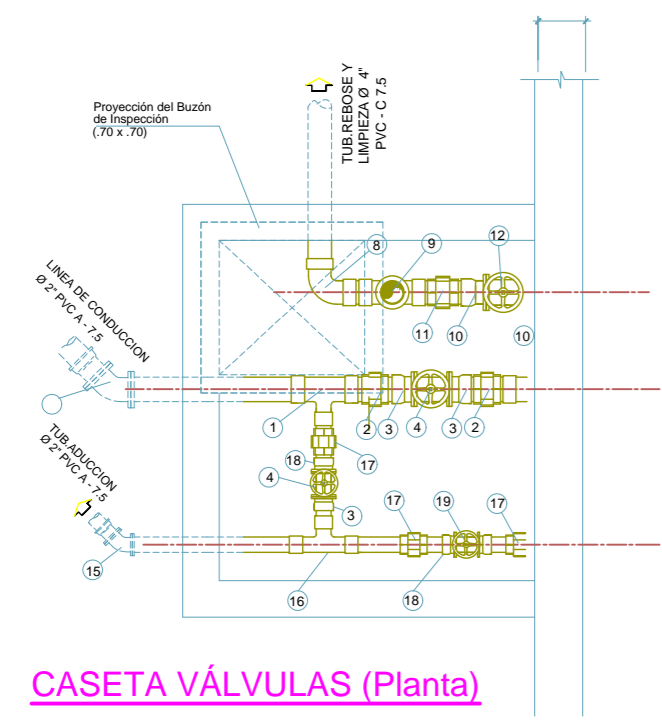 TUB.REBOSE Y
LIMPIEZA Ø 4"
PVC - C 7.5
Proyección del Buzón
de Inspección
(.70 x .70)
8
9
12
11
10
10
LINEA DE CONDUCCION
Ø 2" PVC A - 7.5
1
2
3
4
3
2
18
17
4
3
TUB.ADUCCION
Ø 2" PVC A - 7.5
17
19
17
15
16
18
CASETA VÁLVULAS (Planta)